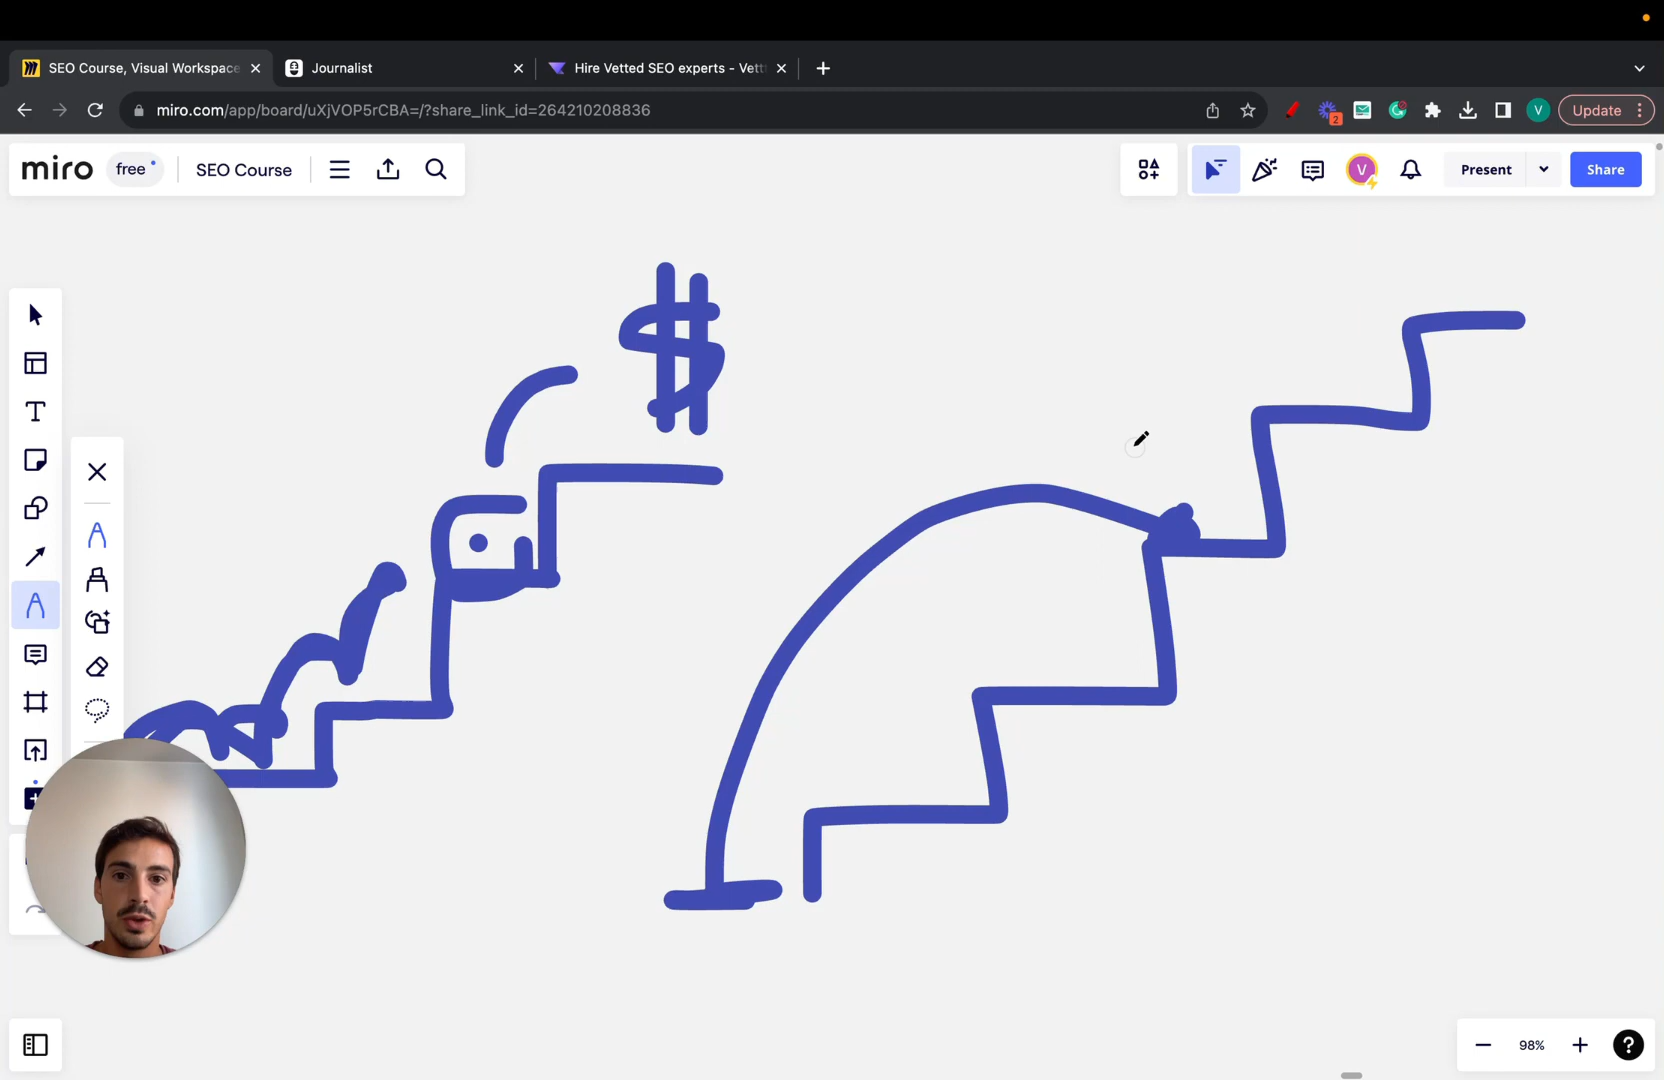 SEO Course, Visual Workspace
Journalist
Hire Vetted SEO experts - Vett
miro.com/app/board/uXjVOP5rCBA=/?share_link_id=264210208836
2
V
Update
miro
free
SEO Course
V
Present
Share
$
98%
?